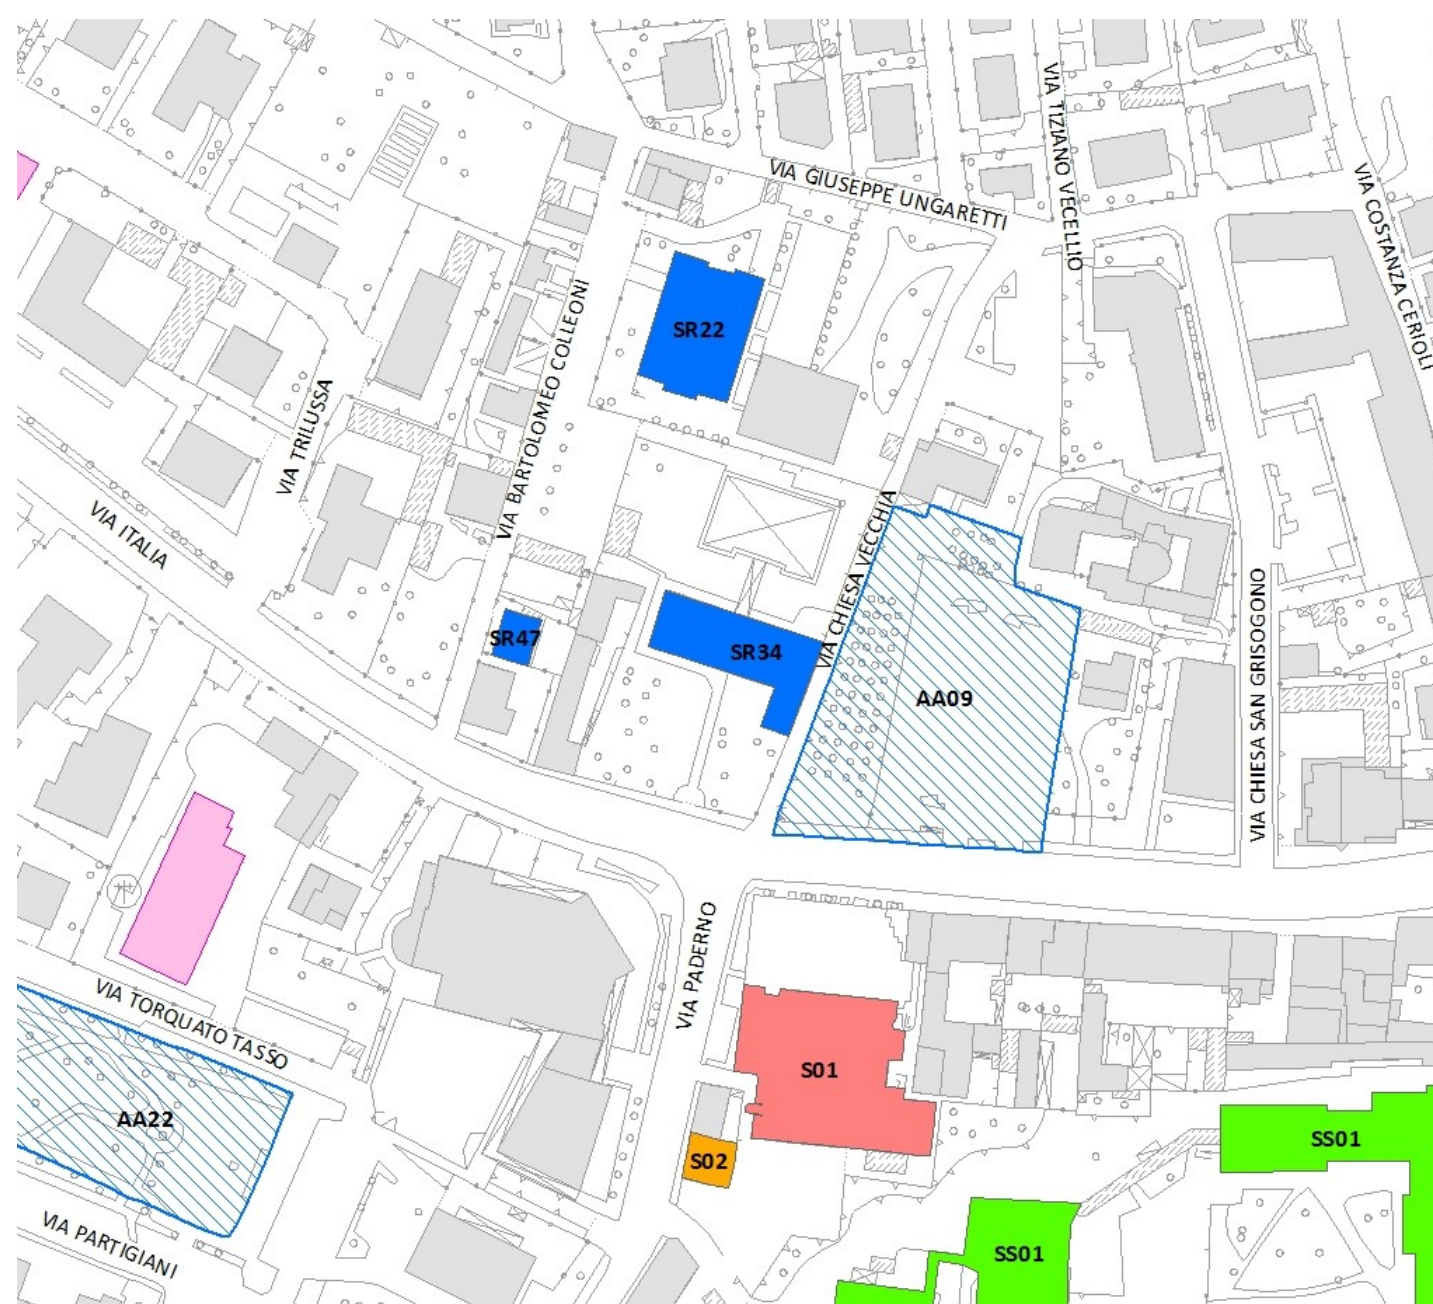 VIA TIZIANO VECELLIO
VIA GIUSEPPE UNGARETTI
VIA COSTANZA CERIOLI
SR22
VIA BARTOLOMEO COLLEONI
VIA TRILUSSA
VIA ITALIA
VIA CHIESA VECCHIA
SR47
SR34
AA09
VIA CHIESA SAN GRISOGONO
VIA PADERNO
VIA TORQUATO TASSO
S01
AA22
SS01
S02
VIA PARTIGIANI
SS01